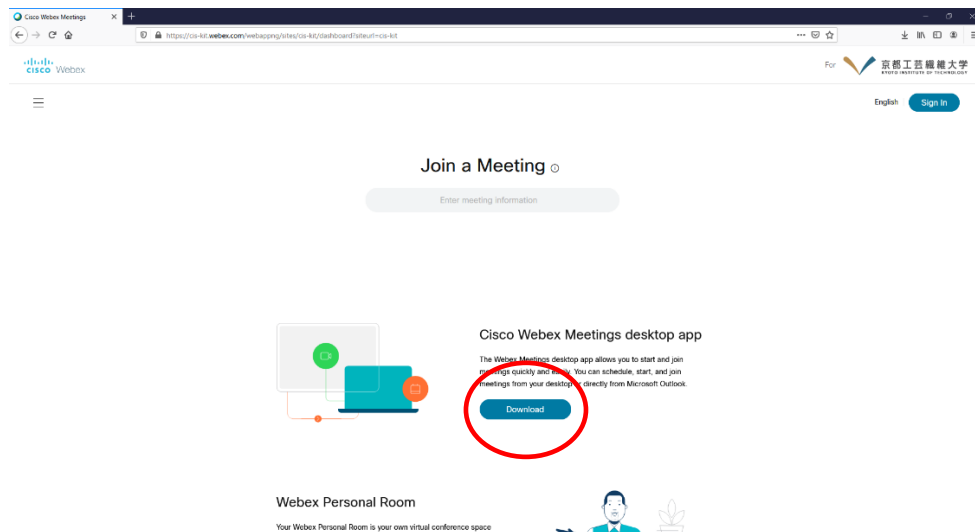 Cisco Webex Meetings
https://cis-kit.webex.com/webappng/sites/cis-kit/dashboard?siteurl=cis-kit
CISCO Webex
For 京都工芸繊維大学
KYOTO INSTITUTE OF TECHNOLOGY
English Sign In
Join a Meeting
Enter meeting information
Cisco Webex Meetings desktop app
The Webex Meetings desktop app allows you to start and join
meetings quickly and easily. You can schedule, start, and join
meetings from your desktop or directly from Microsoft Outlook.
Download
Webex Personal Room
Your Webex Personal Room is your own virtual conference space